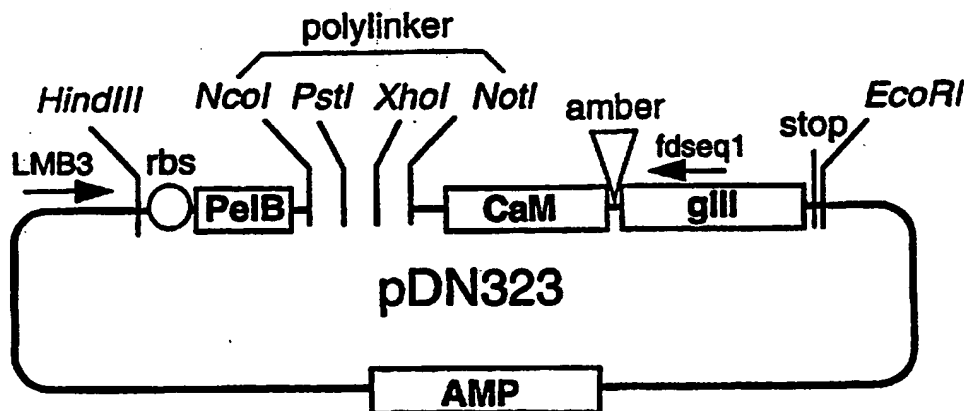 polylinker
HindIII NcoI PstI XhoI NotI EcoRI
amber stop
LMB3 rbs fdseq1
PelB CaM gIII
pDN323
AMP